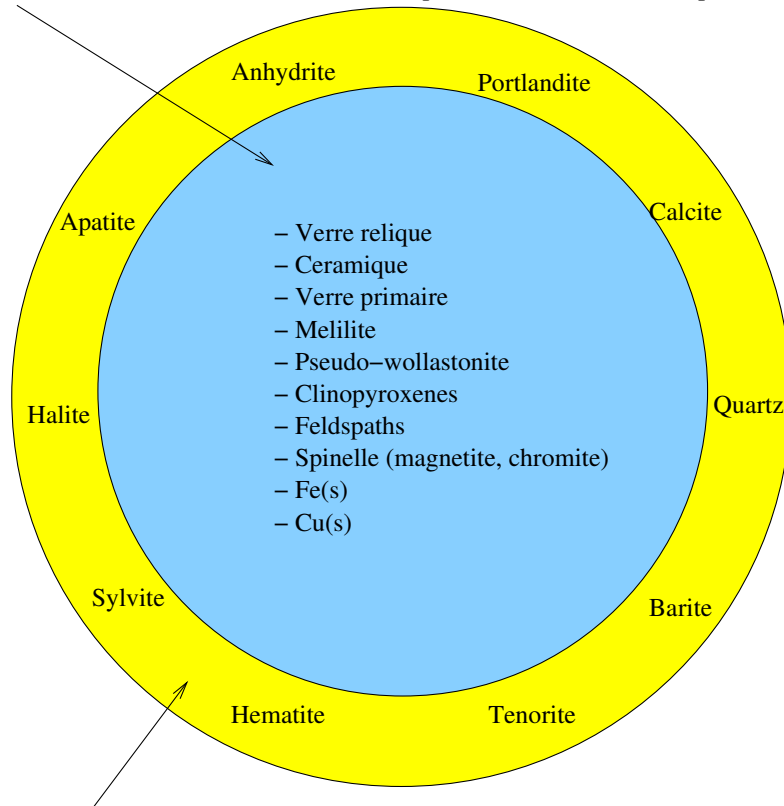 Anhydrite
Portlandite
Apatite
Calcite
– Verre relique
– Ceramique
– Verre primaire
– Melilite
– Pseudo–wollastonite
– Clinopyroxenes
– Feldspaths
– Spinelle (magnetite, chromite)
– Fe(s)
– Cu(s)
Halite
Quartz
Sylvite
Barite
Hematite
Tenorite